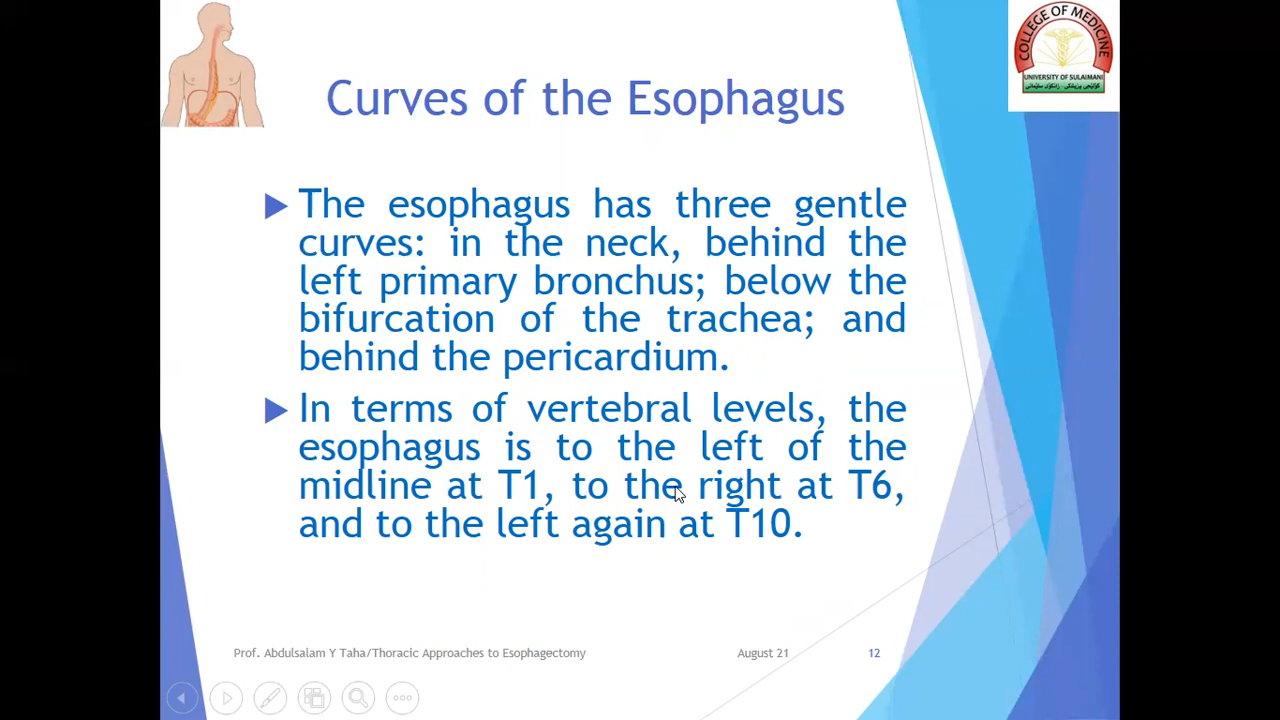 COLLEGE OF MEDICINE
UNIVERSITY OF SULAIMANI
Curves of the Esophagus
The esophagus has three gentle
curves: in the neck, behind the
left primary bronchus; below the
bifurcation of the trachea; and
behind the pericardium.
In terms of vertebral levels, the
esophagus is to the left of the
midline at T1, to the right at T6,
and to the left again at T10.
Prof. Abdulsalam Y Taha/Thoracic Approaches to Esophagectomy
August 21
12